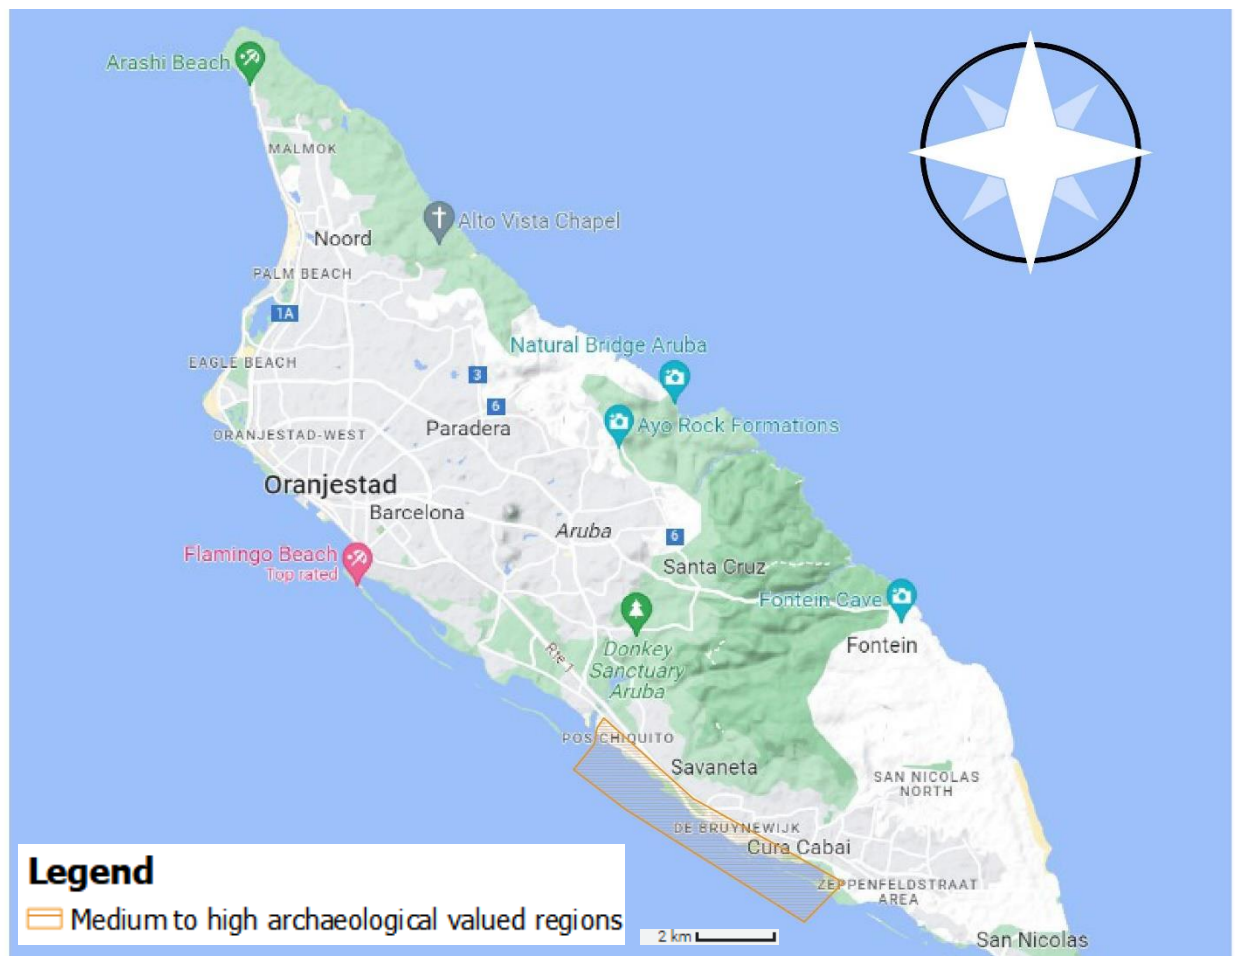 Arashi Beach
MALMOK
Alto Vista Chapel
Noord
PALM BEACH
1A
Natural Bridge Aruba
EAGLE BEACH
3
6
Ayo Rock Formations
Paradera
ORANJESTAD-WEST
Oranjestad
Barcelona
Aruba
6
Flamingo Beach
Top rated
Santa Cruz
Fontein Cave
Fontein
Rte 1
Donkey
Sanctuary
Aruba
POS CHIQUITO
Savaneta
SAN NICOLAS
NORTH
DE BRUYNEWIJK
Cura Cabai
ZEPPENFELDSTRAAT
AREA
San Nicolas
Legend
Medium to high archaeological valued regions
2 km